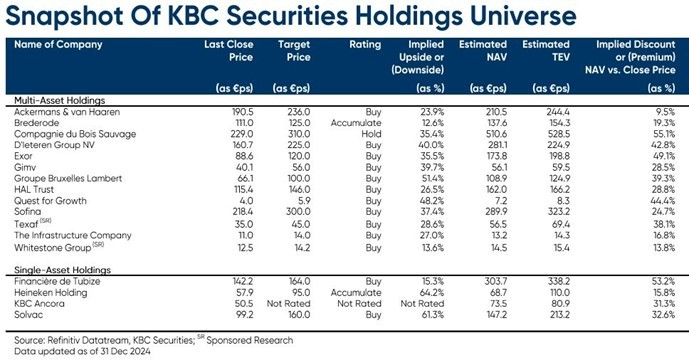 Snapshot Of KBC Securities Holdings Universe
Name of Company Last Close Price Target Price Rating Implied Upside or (Downside) Estimated NAV Estimated TEV Implied Discount or (Premium) NAV vs. Close Price
(as €ps) (as €ps) (as %) (as €ps) (as €ps) (as %)
Multi-Asset Holdings
Ackermans & van Haaren 190.5 236.0 Buy 23.9% 210.5 244.4 9.5%
Brederode 111.0 125.0 Accumulate 12.6% 137.6 154.3 19.3%
Compagnie du Bois Sauvage 229.0 310.0 Hold 35.4% 510.6 528.5 55.1%
D'Ieteren Group NV 160.7 225.0 Buy 40.0% 281.1 224.9 42.8%
Exor 88.6 120.0 Buy 35.5% 173.8 198.8 49.1%
Gimv 40.1 56.0 Buy 39.7% 56.1 59.5 28.5%
Groupe Bruxelles Lambert 66.1 100.0 Buy 51.4% 108.9 124.9 39.3%
HAL Trust 115.4 146.0 Buy 26.5% 162.0 166.2 28.8%
Quest for Growth 4.0 5.9 Buy 48.2% 7.2 8.3 44.4%
Sofina 218.4 300.0 Buy 37.4% 289.9 323.2 24.7%
Texaf (SR) 35.0 45.0 Buy 28.6% 56.5 69.4 38.1%
The Infrastructure Company 11.0 14.0 Buy 27.0% 13.2 14.3 16.8%
Whitestone Group (SR) 12.5 14.2 Buy 13.6% 14.5 15.4 13.8%
Single-Asset Holdings
Financière de Tubize 142.2 164.0 Buy 15.3% 303.7 338.2 53.2%
Heineken Holding 57.9 95.0 Accumulate 64.2% 68.7 110.0 15.8%
KBC Ancora 50.5 Not Rated Not Rated Not Rated 73.5 80.9 31.3%
Solvac 99.2 160.0 Buy 61.3% 147.2 213.2 32.6%
Source: Refinitiv Datatream, KBC Securities; SR Sponsored Research
Data updated as of 31 Dec 2024